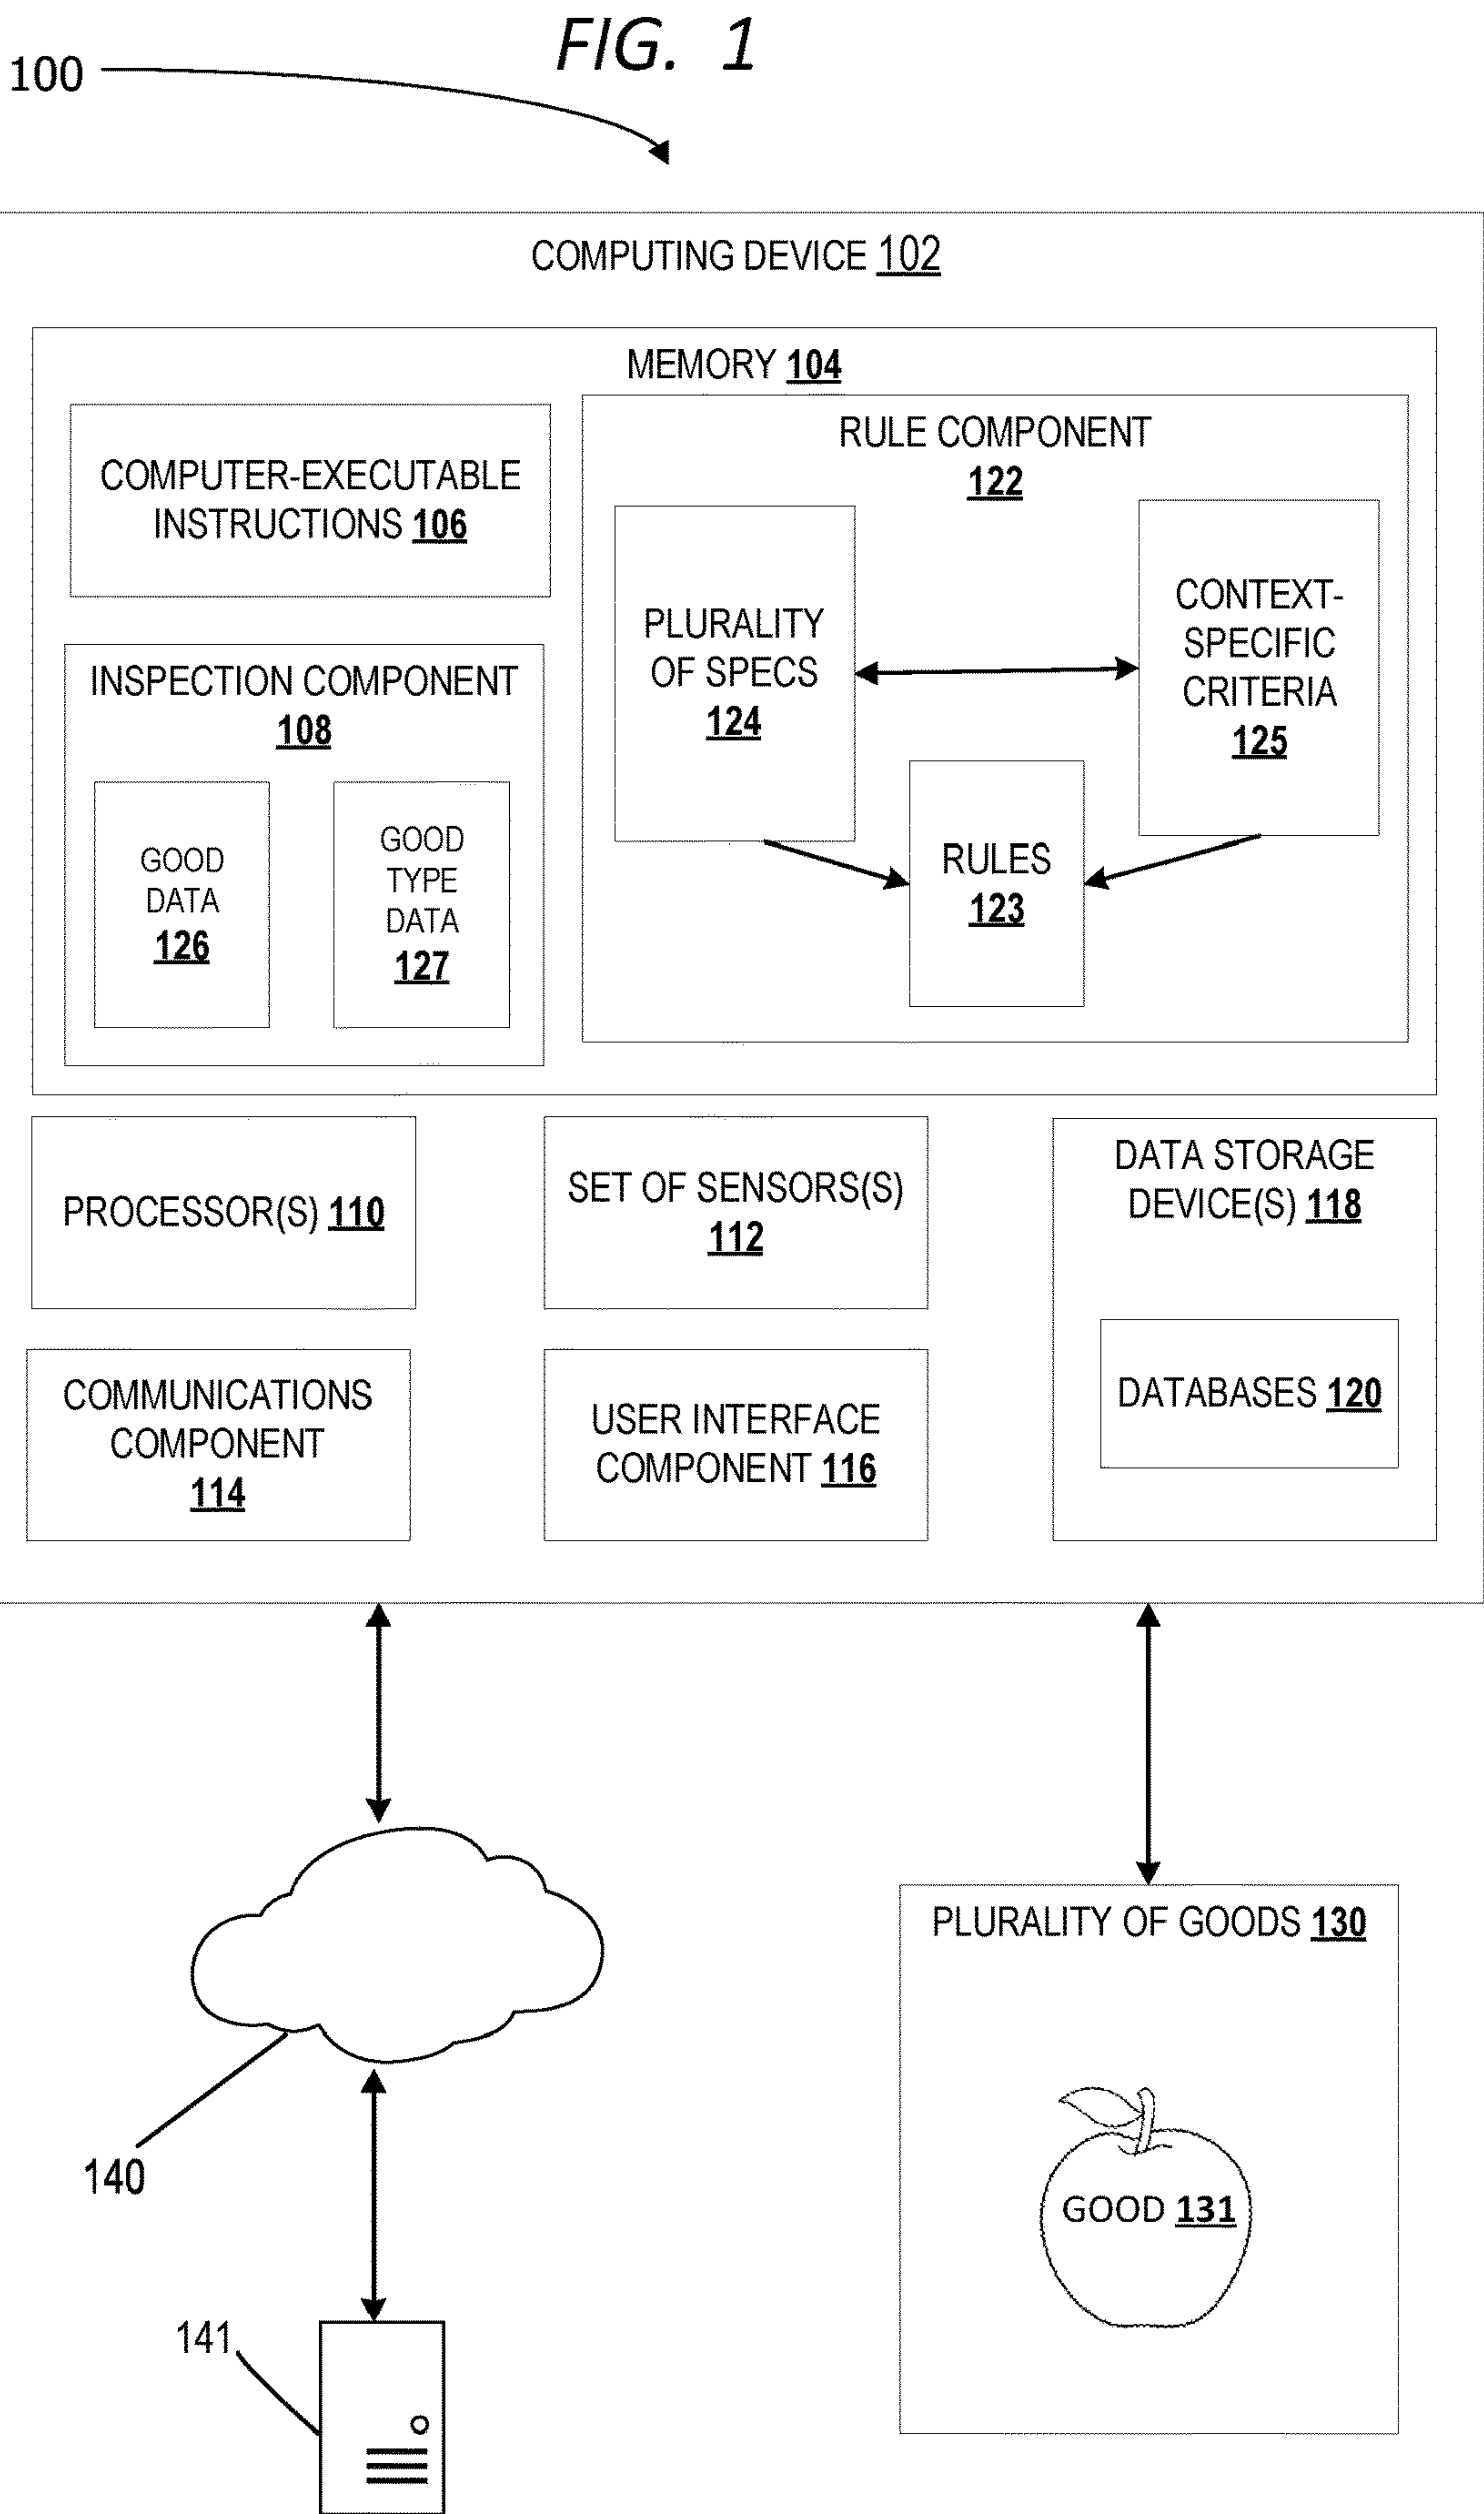 FIG. 1
100
COMPUTING DEVICE 102
MEMORY 104
COMPUTER-EXECUTABLE
INSTRUCTIONS 106
RULE COMPONENT
122
PLURALITY
OF SPECS
124
CONTEXT-
SPECIFIC
CRITERIA
125
RULES
123
INSPECTION COMPONENT
108
GOOD
DATA
126
GOOD
TYPE
DATA
127
PROCESSOR(S) 110
SET OF SENSORS(S)
112
DATA STORAGE
DEVICE(S) 118
DATABASES 120
COMMUNICATIONS
COMPONENT
114
USER INTERFACE
COMPONENT 116
PLURALITY OF GOODS 130
GOOD 131
140
141